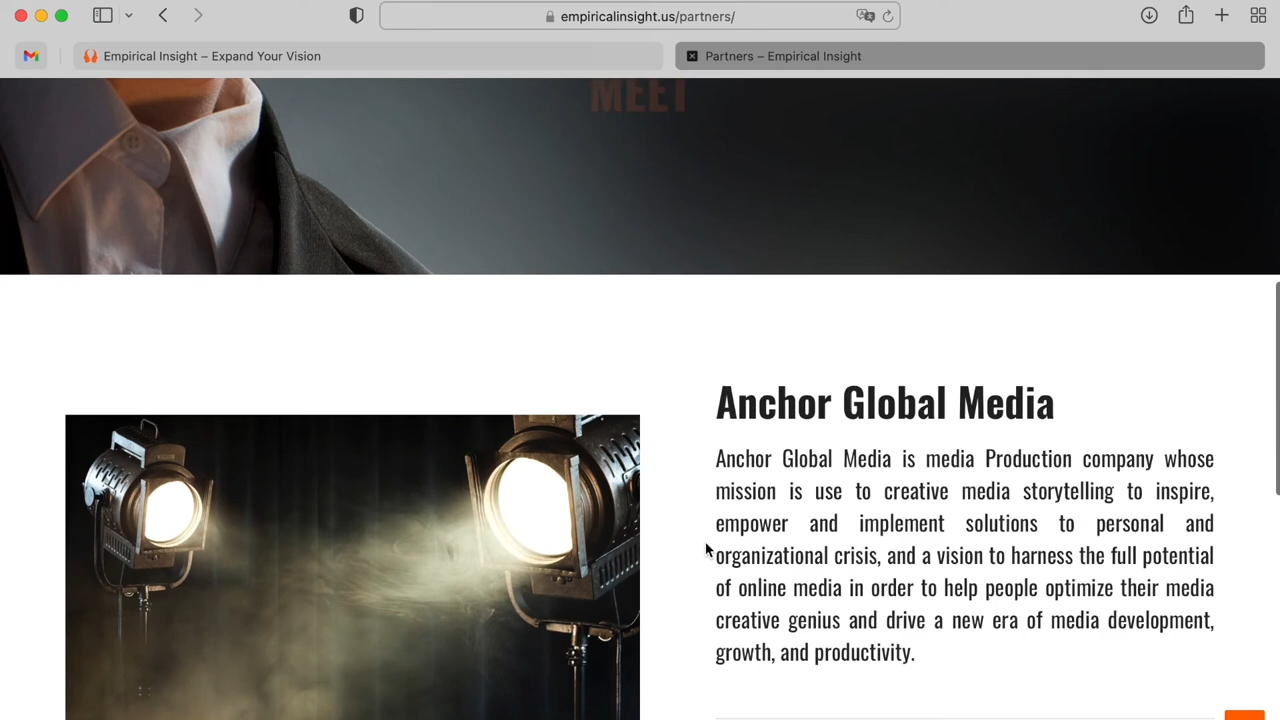 empiricalinsight.us/partners/
Empirical Insight – Expand Your Vision
Partners – Empirical Insight
MEET
Anchor Global Media
Anchor Global Media is media Production company whose
mission is use to creative media storytelling to inspire,
empower and implement solutions to personal and
organizational crisis, and a vision to harness the full potential
of online media in order to help people optimize their media
creative genius and drive a new era of media development,
growth, and productivity.